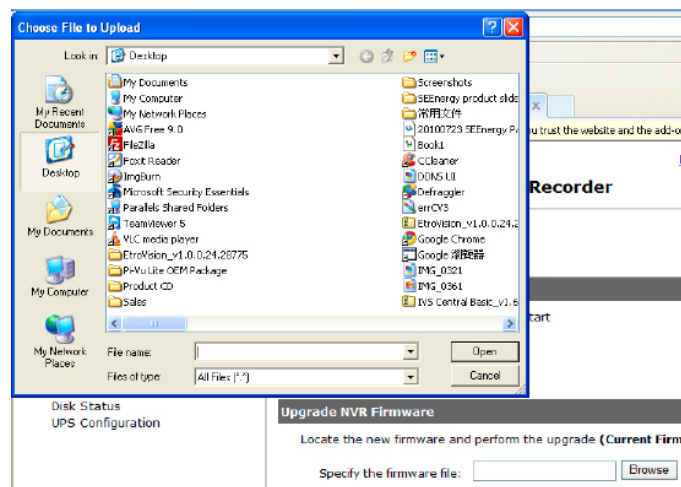 Choose File to Upload
Look in:
Desktop
My Recent
Documents
Desktop
My Documents
My Computer
My Network
Places
My Documents
My Computer
My Network Places
AVG Free 9.0
FileZilla
Foxit Reader
ImgBurn
Microsoft Security Essentials
Parallels Shared Folders
TeamViewer 5
VLC media player
EtroVision_v1.0.0.24.28775
Pi-Vu Lite OEM Package
Product CD
Sales
Screenshots
SEEnergy product slide
常用文件
20100723 SEEnergy Pa
Book1
CCleaner
DDNS UI
Defraggler
errCV3
EtroVision_v1.0.0.24.2
Google Chrome
Google 瀏覽器
IMG_0321
IMG_0361
IVS Central Basic_v1.6
File name:
Open
Files of type:
All Files (*.*)
Cancel
u trust the website and the add-o
Recorder
tart
Disk Status
UPS Configuration
Upgrade NVR Firmware
Locate the new firmware and perform the upgrade (Current Firm
Specify the firmware file:
Browse